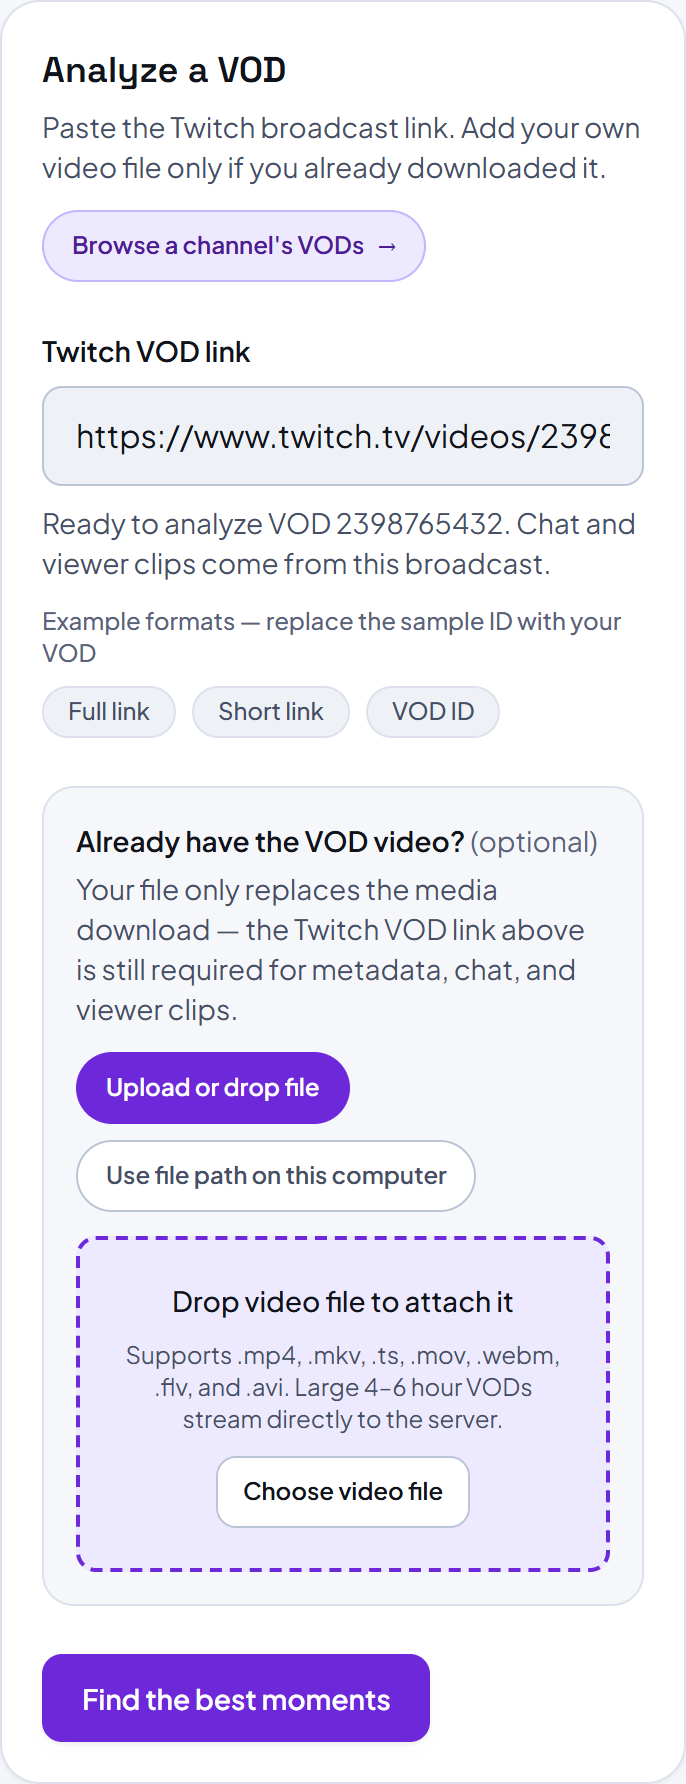 Analyze a VOD
Paste the Twitch broadcast link. Add your own
video file only if you already downloaded it.
Browse a channel's VODs →
Twitch VOD link
https://www.twitch.tv/videos/2398
Ready to analyze VOD 2398765432. Chat and
viewer clips come from this broadcast.
Example formats — replace the sample ID with your
VOD
Full link
Short link
VOD ID
Already have the VOD video? (optional)
Your file only replaces the media
download — the Twitch VOD link above
is still required for metadata, chat, and
viewer clips.
Upload or drop file
Use file path on this computer
Drop video file to attach it
Supports .mp4, .mkv, .ts, .mov, .webm,
.flv, and .avi. Large 4–6 hour VODs
stream directly to the server.
Choose video file
Find the best moments